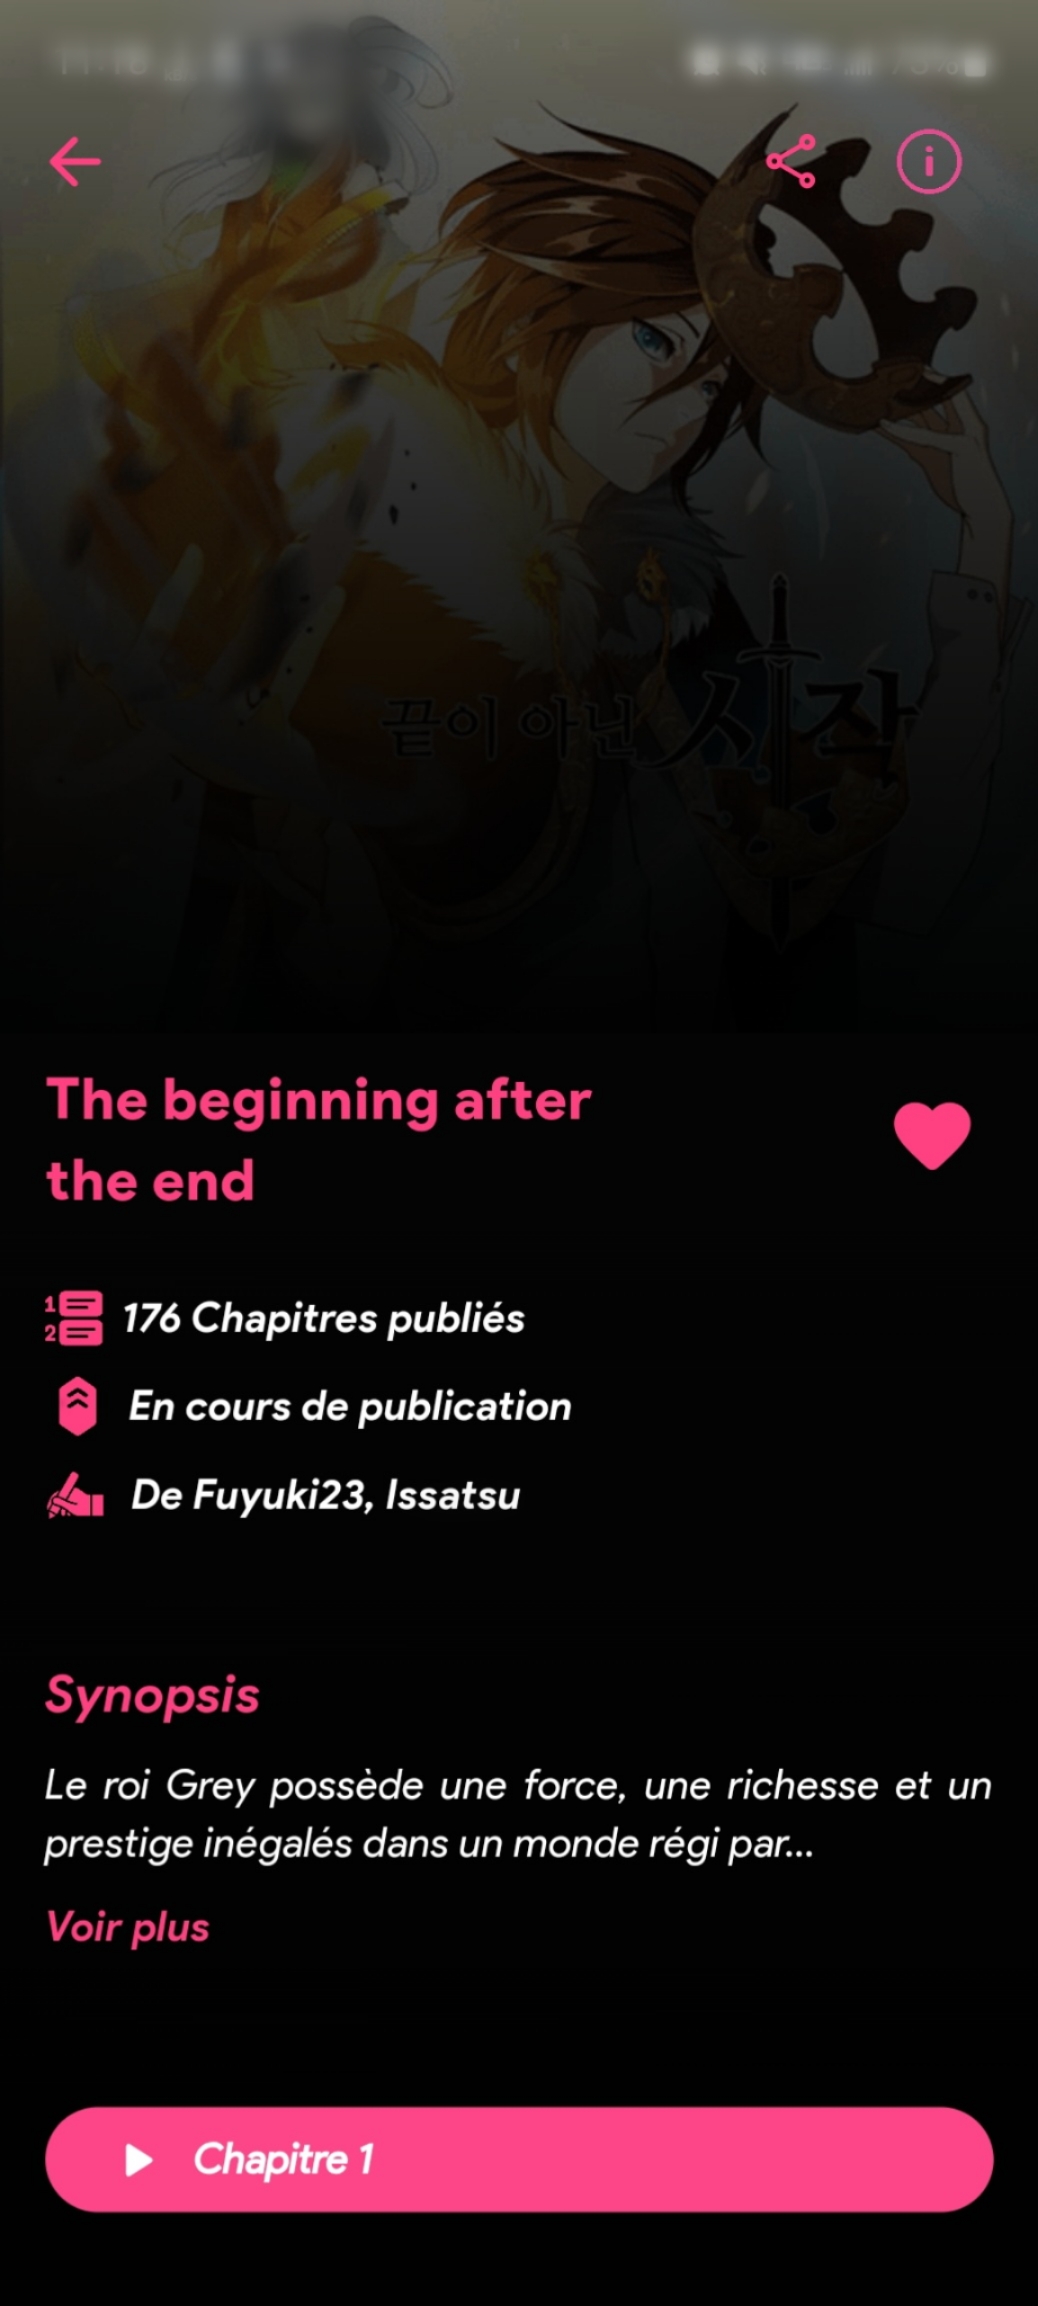 끝이 아닌 시작
The beginning after
the end
1
2
176 Chapitres publiés
En cours de publication
De Fuyuki23, Issatsu
Synopsis
Le roi Grey possède une force, une richesse et un
prestige inégalés dans un monde régi par...
Voir plus
Chapitre 1